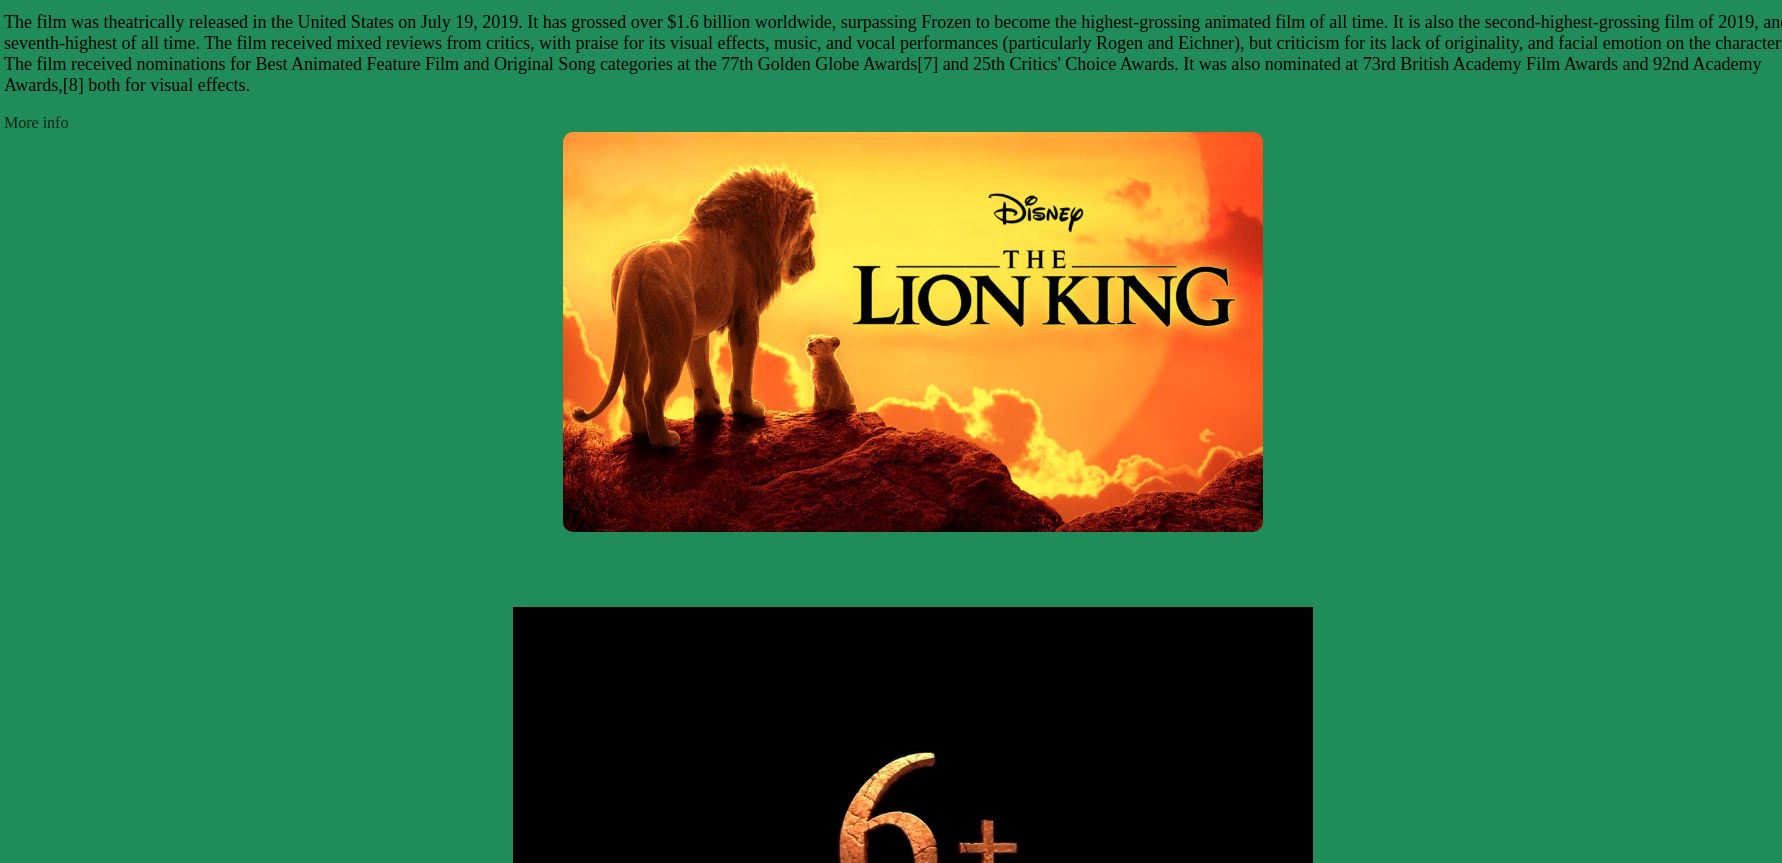 The film was theatrically released in the United States on July 19, 2019. It has grossed over $1.6 billion worldwide, surpassing Frozen to become the highest-grossing animated film of all time. It is also the second-highest-grossing film of 2019, and
seventh-highest of all time. The film received mixed reviews from critics, with praise for its visual effects, music, and vocal performances (particularly Rogen and Eichner), but criticism for its lack of originality, and facial emotion on the character
The film received nominations for Best Animated Feature Film and Original Song categories at the 77th Golden Globe Awards[7] and 25th Critics' Choice Awards. It was also nominated at 73rd British Academy Film Awards and 92nd Academy
Awards,[8] both for visual effects.
More info
Disney
THE
LION KING
6+